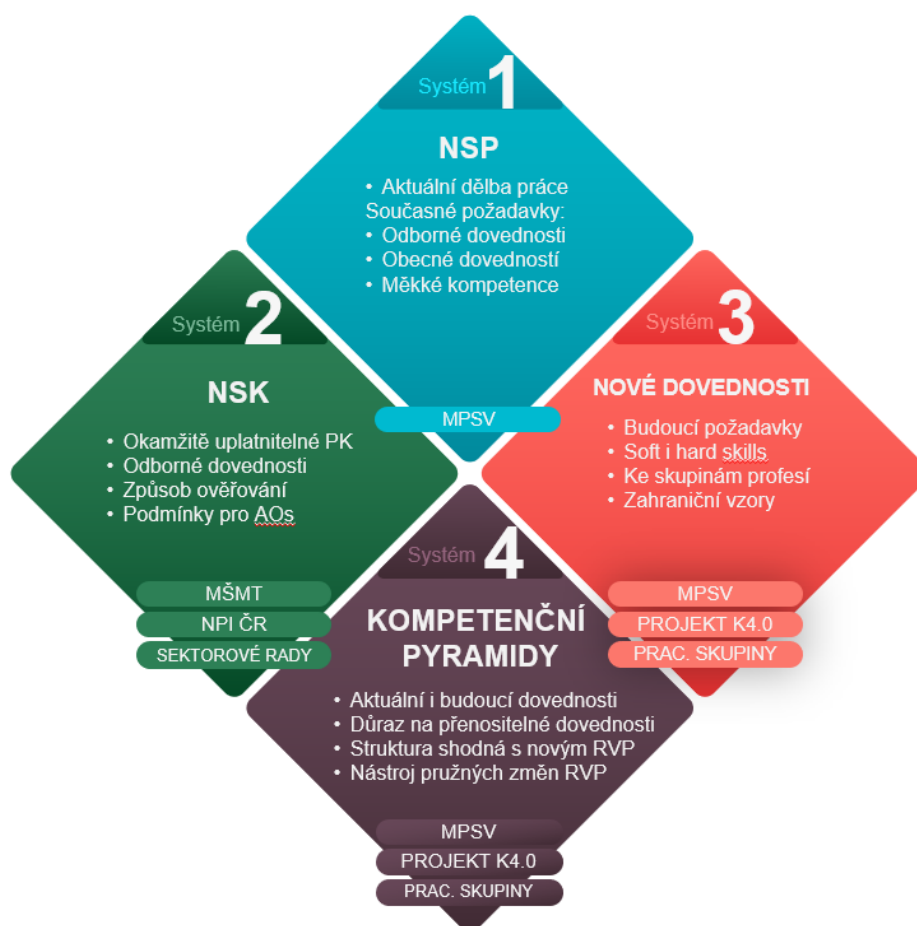 Systém 1
NSP
• Aktuální dělba práce
Současné požadavky:
• Odborné dovednosti
• Obecné dovedností
• Měkké kompetence
MPSV
Systém 2
NSK
• Okamžitě uplatnitelné PK
• Odborné dovednosti
• Způsob ověřování
• Podmínky pro AOs
MŠMT
NPI ČR
SEKTOROVÉ RADY
Systém 3
NOVÉ DOVEDNOSTI
• Budoucí požadavky
• Soft i hard skills
• Ke skupinám profesí
• Zahraniční vzory
MPSV
PROJEKT K4.0
PRAC. SKUPINY
Systém 4
KOMPETENČNÍ
PYRAMIDY
• Aktuální i budoucí dovednosti
• Důraz na přenositelné dovednosti
• Struktura shodná s novým RVP
• Nástroj pružných změn RVP
MPSV
PROJEKT K4.0
PRAC. SKUPINY